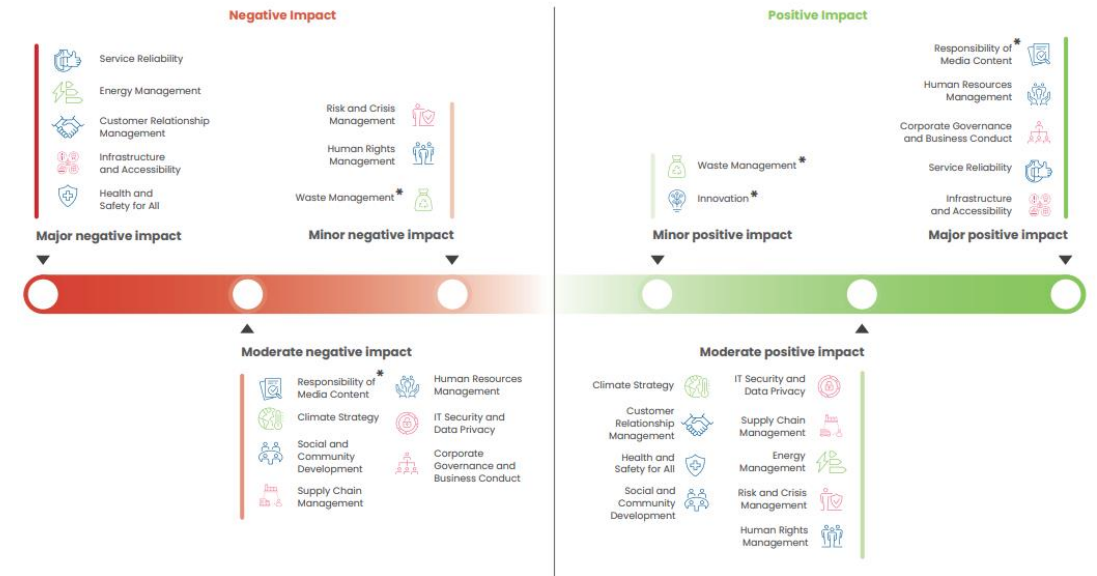 Negative Impact
Service Reliability
Energy Management
Customer Relationship
Management
Infrastructure
and Accessibility
Health and
Safety for All
Major negative impact
Risk and Crisis
Management
Human Rights
Management
Waste Management *
Minor negative impact
Moderate negative impact
Responsibility of *
Media Content
Climate Strategy
Social and
Community
Development
Supply Chain
Management
Human Resources
Management
IT Security and
Data Privacy
Corporate
Governance and
Business Conduct
Positive Impact
Waste Management *
Innovation *
Minor positive impact
Responsibility of *
Media Content
Human Resources
Management
Corporate Governance
and Business Conduct
Service Reliability
Infrastructure
and Accessibility
Major positive impact
Moderate positive impact
Climate Strategy
Customer
Relationship
Management
Health and
Safety for All
Social and
Community
Development
IT Security and
Data Privacy
Supply Chain
Management
Energy
Management
Risk and Crisis
Management
Human Rights
Management